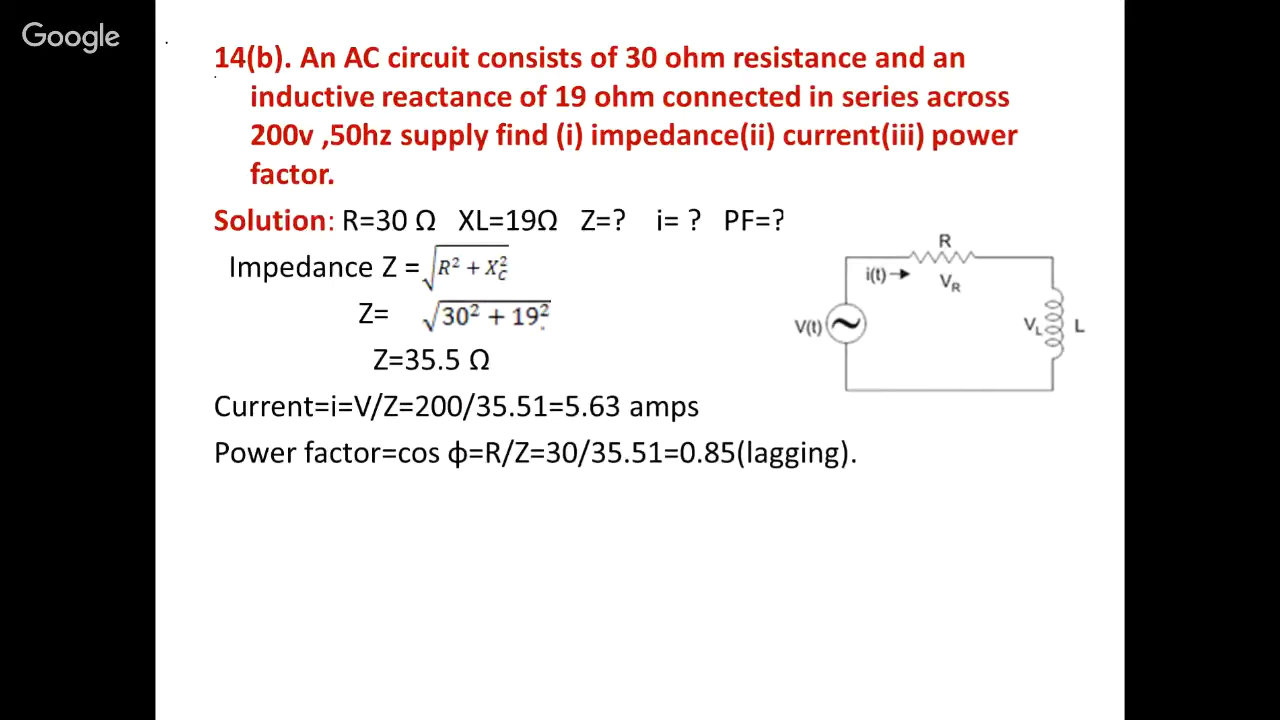 Google
14(b). An AC circuit consists of 30 ohm resistance and an
inductive reactance of 19 ohm connected in series across
200v ,50hz supply find (i) impedance(ii) current(iii) power
factor.
Solution: R=30 Ω XL=19Ω Z=? i= ? PF=?
Impedance Z = √R² + X_C²
Z= √30² + 19²
Z=35.5 Ω
Current=i=V/Z=200/35.51=5.63 amps
Power factor=cos ф=R/Z=30/35.51=0.85(lagging).
R
i(t)
V_R
V(t)
V_L
L